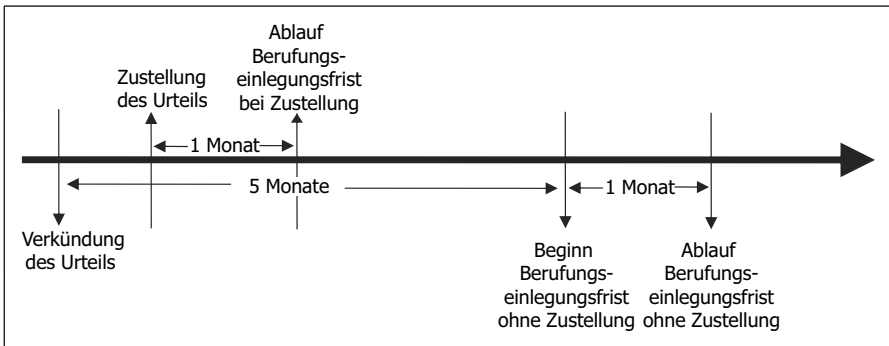 Ablauf
Berufungs-
einlegungsfrist
bei Zustellung
Zustellung
des Urteils
1 Monat
5 Monate
1 Monat
Verkündung
des Urteils
Beginn
Berufungs-
einlegungsfrist
ohne Zustellung
Ablauf
Berufungs-
einlegungsfrist
ohne Zustellung